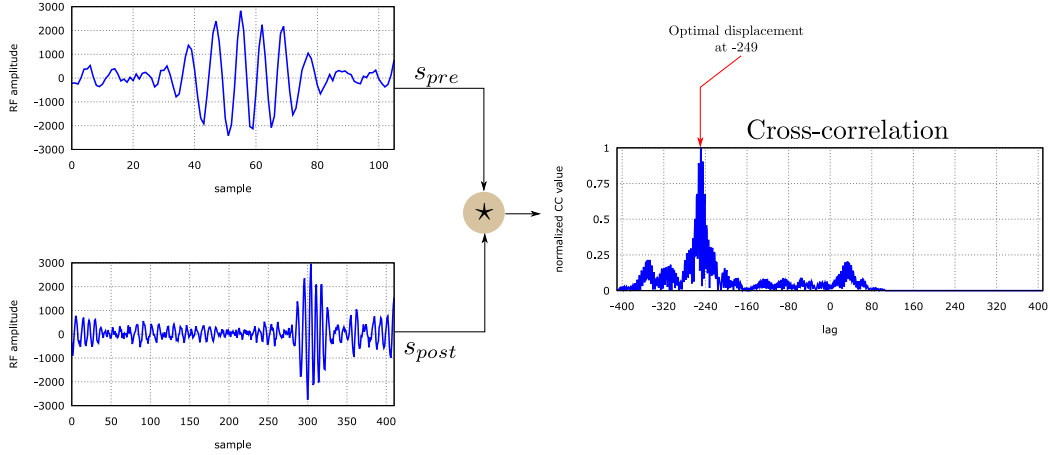 3000
2000
1000
0
-1000
-2000
-3000
RF amplitude
0 20 40 60 80 100
sample
s_pre
3000
2000
1000
0
-1000
-2000
-3000
RF amplitude
0 50 100 150 200 250 300 350 400
sample
s_post
★
Optimal displacement
at -249
Cross-correlation
1
0.75
0.5
0.25
0
normalized CC value
-400 -320 -240 -160 -80 0 80 160 240 320 400
lag